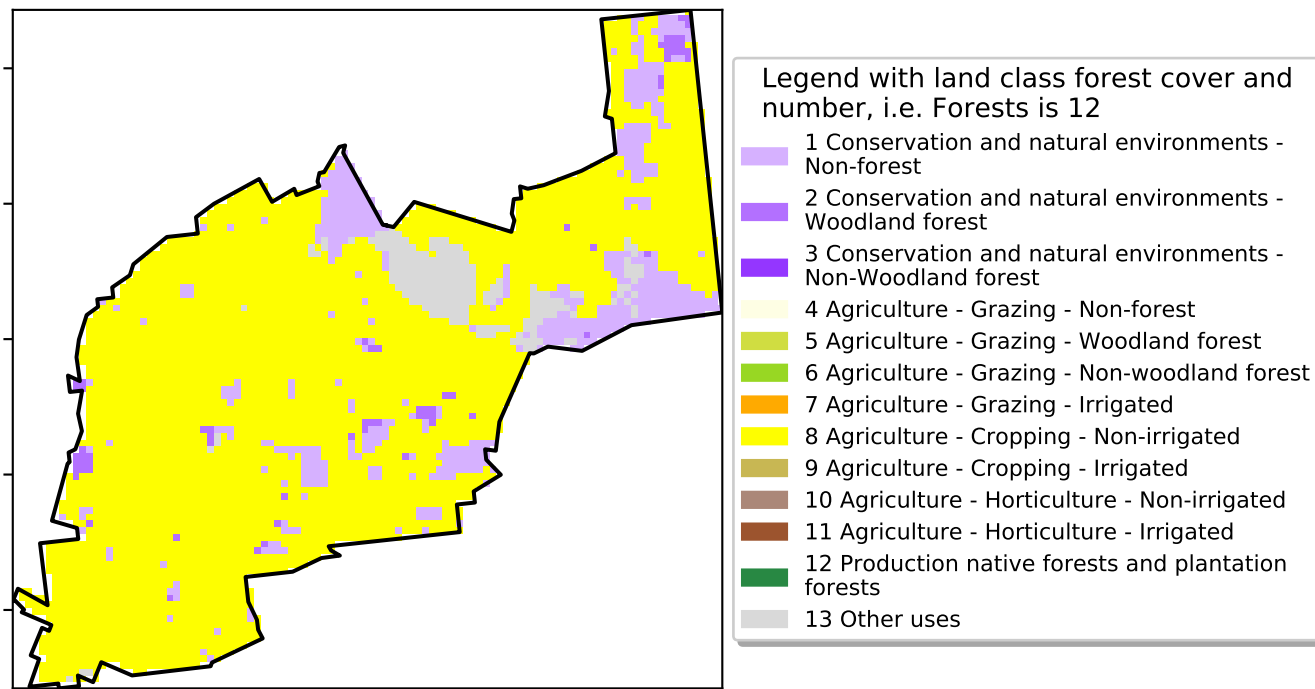 Legend with land class forest cover and
number, i.e. Forests is 12
1 Conservation and natural environments -
Non-forest
2 Conservation and natural environments -
Woodland forest
3 Conservation and natural environments -
Non-Woodland forest
4 Agriculture - Grazing - Non-forest
5 Agriculture - Grazing - Woodland forest
6 Agriculture - Grazing - Non-woodland forest
7 Agriculture - Grazing - Irrigated
8 Agriculture - Cropping - Non-irrigated
9 Agriculture - Cropping - Irrigated
10 Agriculture - Horticulture - Non-irrigated
11 Agriculture - Horticulture - Irrigated
12 Production native forests and plantation
forests
13 Other uses